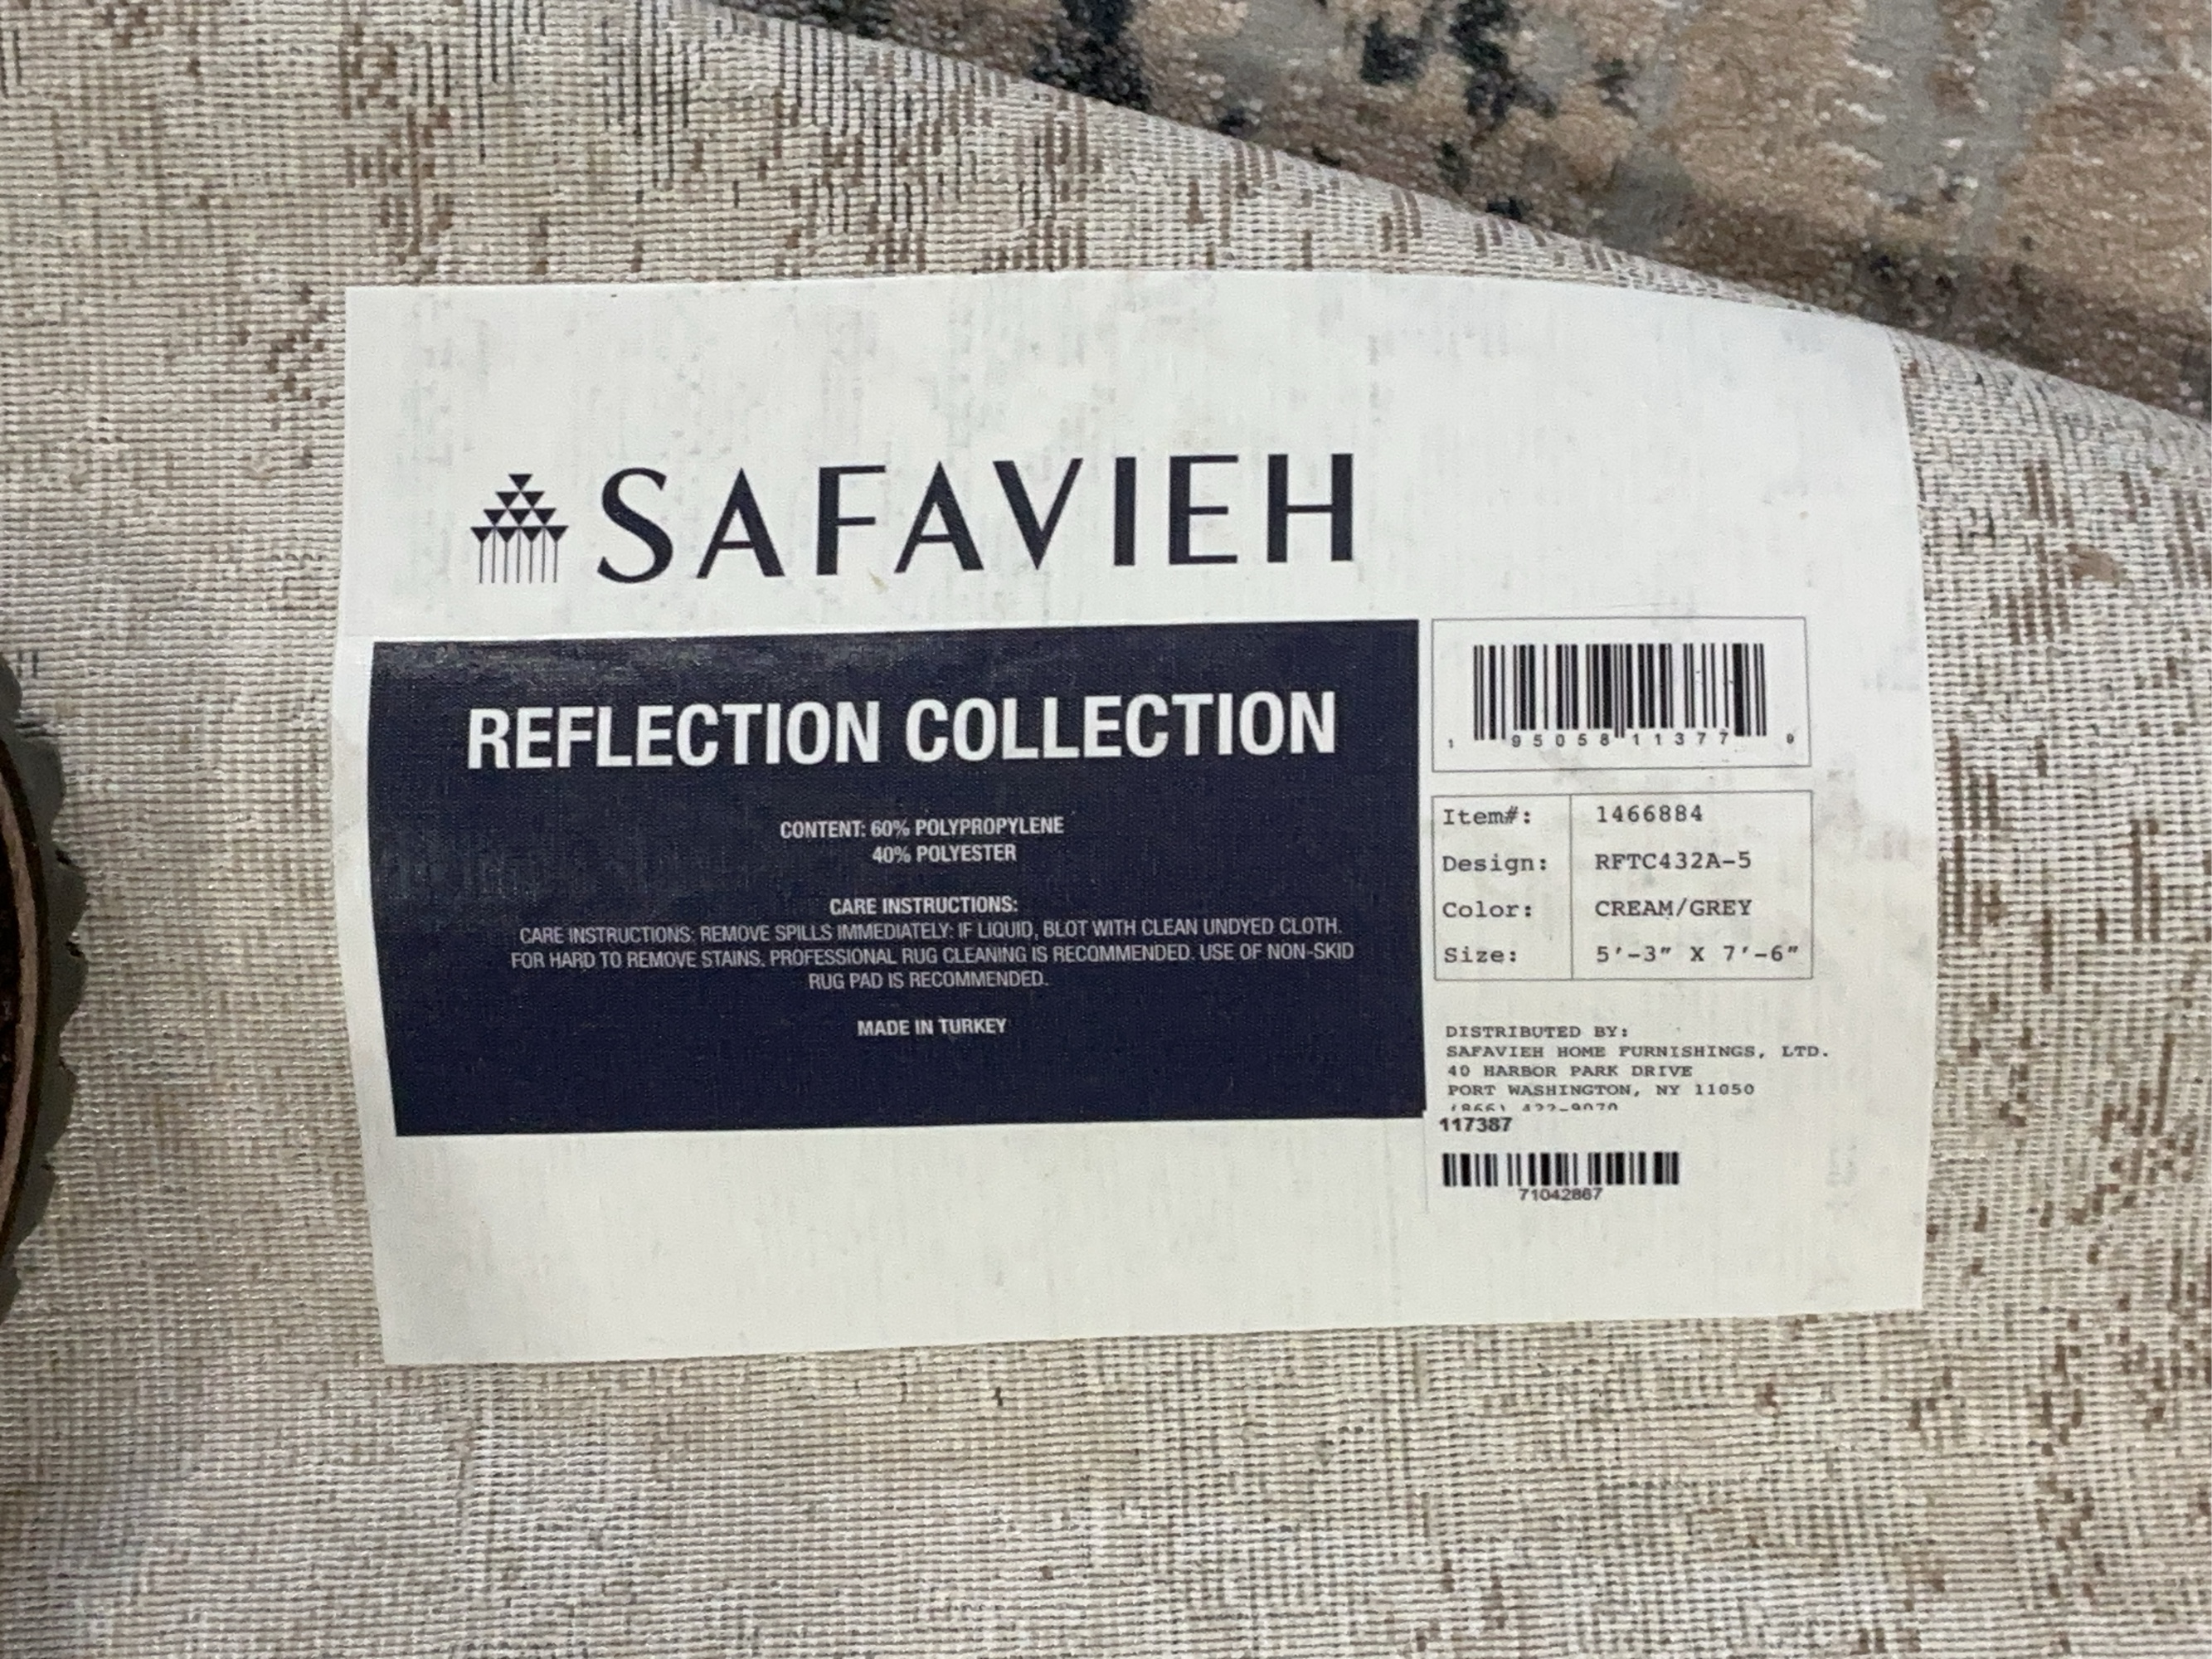 SAFAVIEH
REFLECTION COLLECTION
CONTENT: 60% POLYPROPYLENE
40% POLYESTER
CARE INSTRUCTIONS:
CARE INSTRUCTIONS: REMOVE SPILLS IMMEDIATELY: IF LIQUID, BLOT WITH CLEAN UNDYED CLOTH.
FOR HARD TO REMOVE STAINS, PROFESSIONAL RUG CLEANING IS RECOMMENDED. USE OF NON-SKID
RUG PAD IS RECOMMENDED.
MADE IN TURKEY
1 95058 11377 9
Item#: 1466884
Design: RFTC432A-5
Color: CREAM/GREY
Size: 5'-3" X 7'-6"
DISTRIBUTED BY:
SAFAVIEH HOME FURNISHINGS, LTD.
40 HARBOR PARK DRIVE
PORT WASHINGTON, NY 11050
(866) 422-9070
117387
71042867